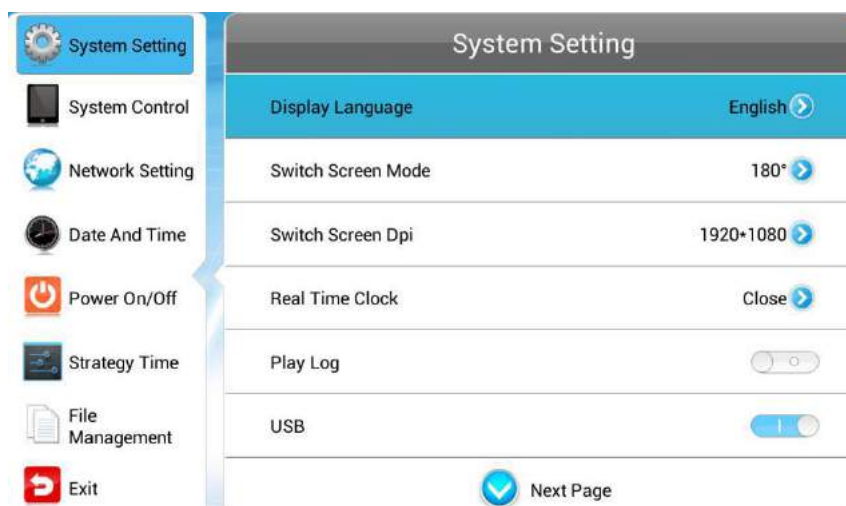 System Setting
System Control
Network Setting
Date And Time
Power On/Off
Strategy Time
File
Management
Exit
System Setting
Display Language English
Switch Screen Mode 180°
Switch Screen Dpi 1920*1080
Real Time Clock Close
Play Log
USB
Next Page